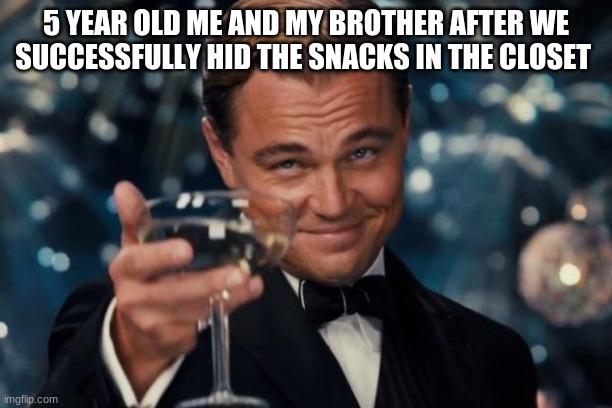 5 YEAR OLD ME AND MY BROTHER AFTER WE
SUCCESSFULLY HID THE SNACKS IN THE CLOSET
imgflip.com